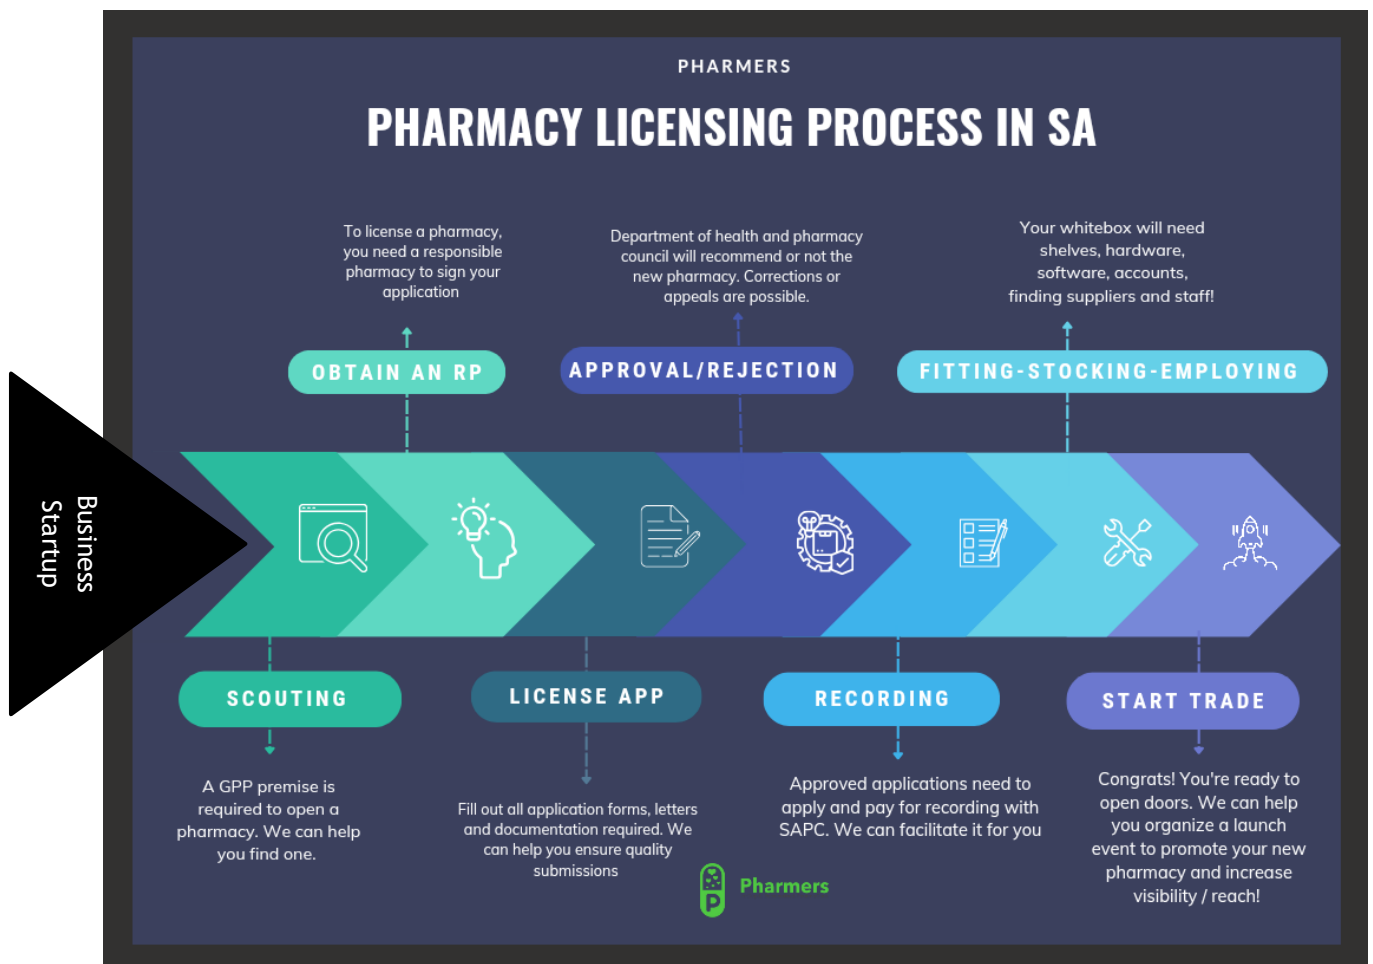 PHARMERS
PHARMACY LICENSING PROCESS IN SA
To license a pharmacy,
you need a responsible
pharmacy to sign your
application
Department of health and pharmacy
council will recommend or not the
new pharmacy. Corrections or
appeals are possible.
Your whitebox will need
shelves, hardware,
software, accounts,
finding suppliers and staff!
OBTAIN AN RP
APPROVAL/REJECTION
FITTING-STOCKING-EMPLOYING
Business
Startup
SCOUTING
LICENSE APP
RECORDING
START TRADE
A GPP premise is
required to open a
pharmacy. We can help
you find one.
Fill out all application forms, letters
and documentation required. We
can help you ensure quality
submissions
Approved applications need to
apply and pay for recording with
SAPC. We can facilitate it for you
Congrats! You're ready to
open doors. We can help
you organize a launch
event to promote your new
pharmacy and increase
visibility / reach!
P
Pharmers